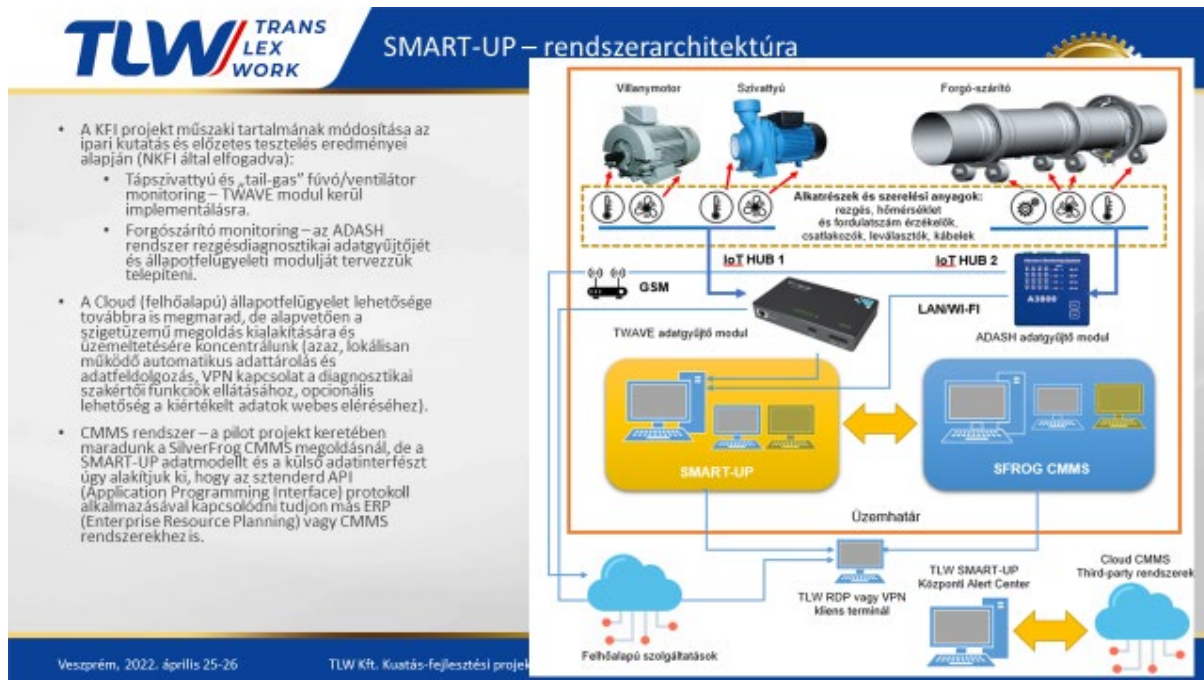 TLW TRANS
LEX
WORK
SMART-UP – rendszerarchitektúra
• A KFI projekt műszaki tartalmának módosítása az
ipari kutatás és előzetes tesztelés eredményei
alapján (NKFI által elfogadva):
• Tápszivattyú és „tail-gas” fúvó/ventilátor
monitoring – TWAVE modul kerül
implementálásra.
• Forgószárító monitoring – az ADASH
rendszer rezgésdiagnosztikai adatgyűjtőjét
és állapotfelügyeleti modulját tervezzük
telepíteni.
• A Cloud (felhőalapú) állapotfelügyelet lehetősége
továbbra is megmarad, de alapvetően a
szigetüzemű megoldás kialakítására és
üzemeltetésére koncentrálunk (azaz, lokálisan
működő automatikus adattárolás és
adatfeldolgozás, VPN kapcsolat a diagnosztikai
szakértői funkciók ellátásához, opcionális
lehetőség a kiértékelt adatok webes eléréséhez).
• CMMS rendszer – a pilot projekt keretében
maradunk a SilverFrog CMMS megoldásnál, de a
SMART-UP adatmodellt és a külső adatinterfészt
úgy alakítjuk ki, hogy az sztenderd API
(Application Programming Interface) protokoll
alkalmazásával kapcsolódni tudjon más ERP
(Enterprise Resource Planning) vagy CMMS
rendszerekhez is.
Villanymotor
Szivattyú
Forgó-szárító
Alkatrészek és szerelési anyagok:
rezgés, hőmérséklet
és fordulatszám érzékelők,
csatlakozók, leválasztók, kábelek
IoT HUB 1
IoT HUB 2
GSM
LAN/WI-FI
A3800
TWAVE adatgyűjtő modul
ADASH adatgyűjtő modul
SMART-UP
SFROG CMMS
Üzemhatár
Felhőalapú szolgáltatások
TLW RDP vagy VPN
kliens terminál
TLW SMART-UP
Központi Alert Center
Cloud CMMS
Third-party rendszerek
Veszprém, 2022. április 25-26
TLW Kft. Kuatás-fejlesztési projek